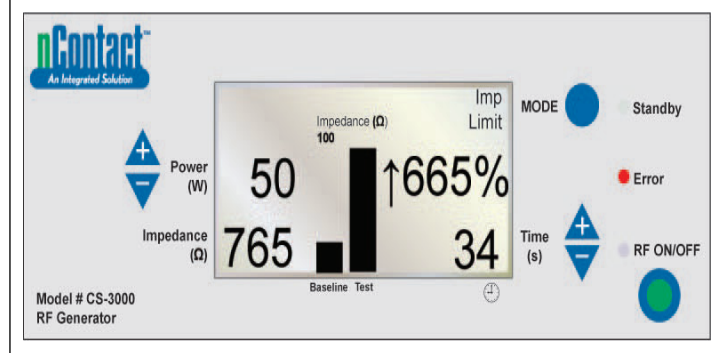 nContact™
An Integrated Solution
Imp
Limit
MODE
Standby
Impedance (Ω)
100
Power
(W)
50
↑665%
Error
Impedance
(Ω)
765
34
Time
(s)
RF ON/OFF
Baseline Test
Model # CS-3000
RF Generator